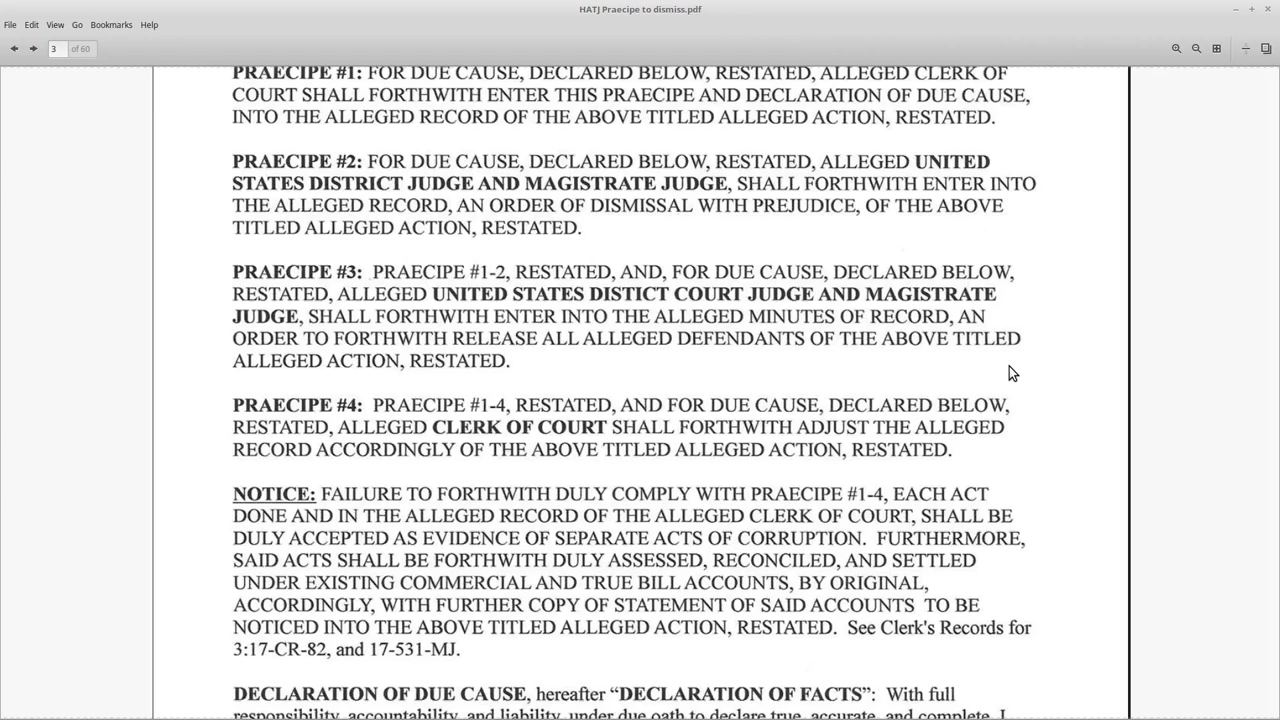 HATJ Praecipe to dismiss.pdf
File Edit View Go Bookmarks Help
3 of 60
PRAECIPE #1: FOR DUE CAUSE, DECLARED BELOW, RESTATED, ALLEGED CLERK OF
COURT SHALL FORTHWITH ENTER THIS PRAECIPE AND DECLARATION OF DUE CAUSE,
INTO THE ALLEGED RECORD OF THE ABOVE TITLED ALLEGED ACTION, RESTATED.
PRAECIPE #2: FOR DUE CAUSE, DECLARED BELOW, RESTATED, ALLEGED UNITED
STATES DISTRICT JUDGE AND MAGISTRATE JUDGE, SHALL FORTHWITH ENTER INTO
THE ALLEGED RECORD, AN ORDER OF DISMISSAL WITH PREJUDICE, OF THE ABOVE
TITLED ALLEGED ACTION, RESTATED.
PRAECIPE #3: PRAECIPE #1-2, RESTATED, AND, FOR DUE CAUSE, DECLARED BELOW,
RESTATED, ALLEGED UNITED STATES DISTICT COURT JUDGE AND MAGISTRATE
JUDGE, SHALL FORTHWITH ENTER INTO THE ALLEGED MINUTES OF RECORD, AN
ORDER TO FORTHWITH RELEASE ALL ALLEGED DEFENDANTS OF THE ABOVE TITLED
ALLEGED ACTION, RESTATED.
PRAECIPE #4: PRAECIPE #1-4, RESTATED, AND FOR DUE CAUSE, DECLARED BELOW,
RESTATED, ALLEGED CLERK OF COURT SHALL FORTHWITH ADJUST THE ALLEGED
RECORD ACCORDINGLY OF THE ABOVE TITLED ALLEGED ACTION, RESTATED.
NOTICE: FAILURE TO FORTHWITH DULY COMPLY WITH PRAECIPE #1-4, EACH ACT
DONE AND IN THE ALLEGED RECORD OF THE ALLEGED CLERK OF COURT, SHALL BE
DULY ACCEPTED AS EVIDENCE OF SEPARATE ACTS OF CORRUPTION. FURTHERMORE,
SAID ACTS SHALL BE FORTHWITH DULY ASSESSED, RECONCILED, AND SETTLED
UNDER EXISTING COMMERCIAL AND TRUE BILL ACCOUNTS, BY ORIGINAL,
ACCORDINGLY, WITH FURTHER COPY OF STATEMENT OF SAID ACCOUNTS TO BE
NOTICED INTO THE ABOVE TITLED ALLEGED ACTION, RESTATED. See Clerk's Records for
3:17-CR-82, and 17-531-MJ.
DECLARATION OF DUE CAUSE, hereafter “DECLARATION OF FACTS”: With full
responsibility, accountability, and liability, under due oath to declare true, accurate, and complete, I